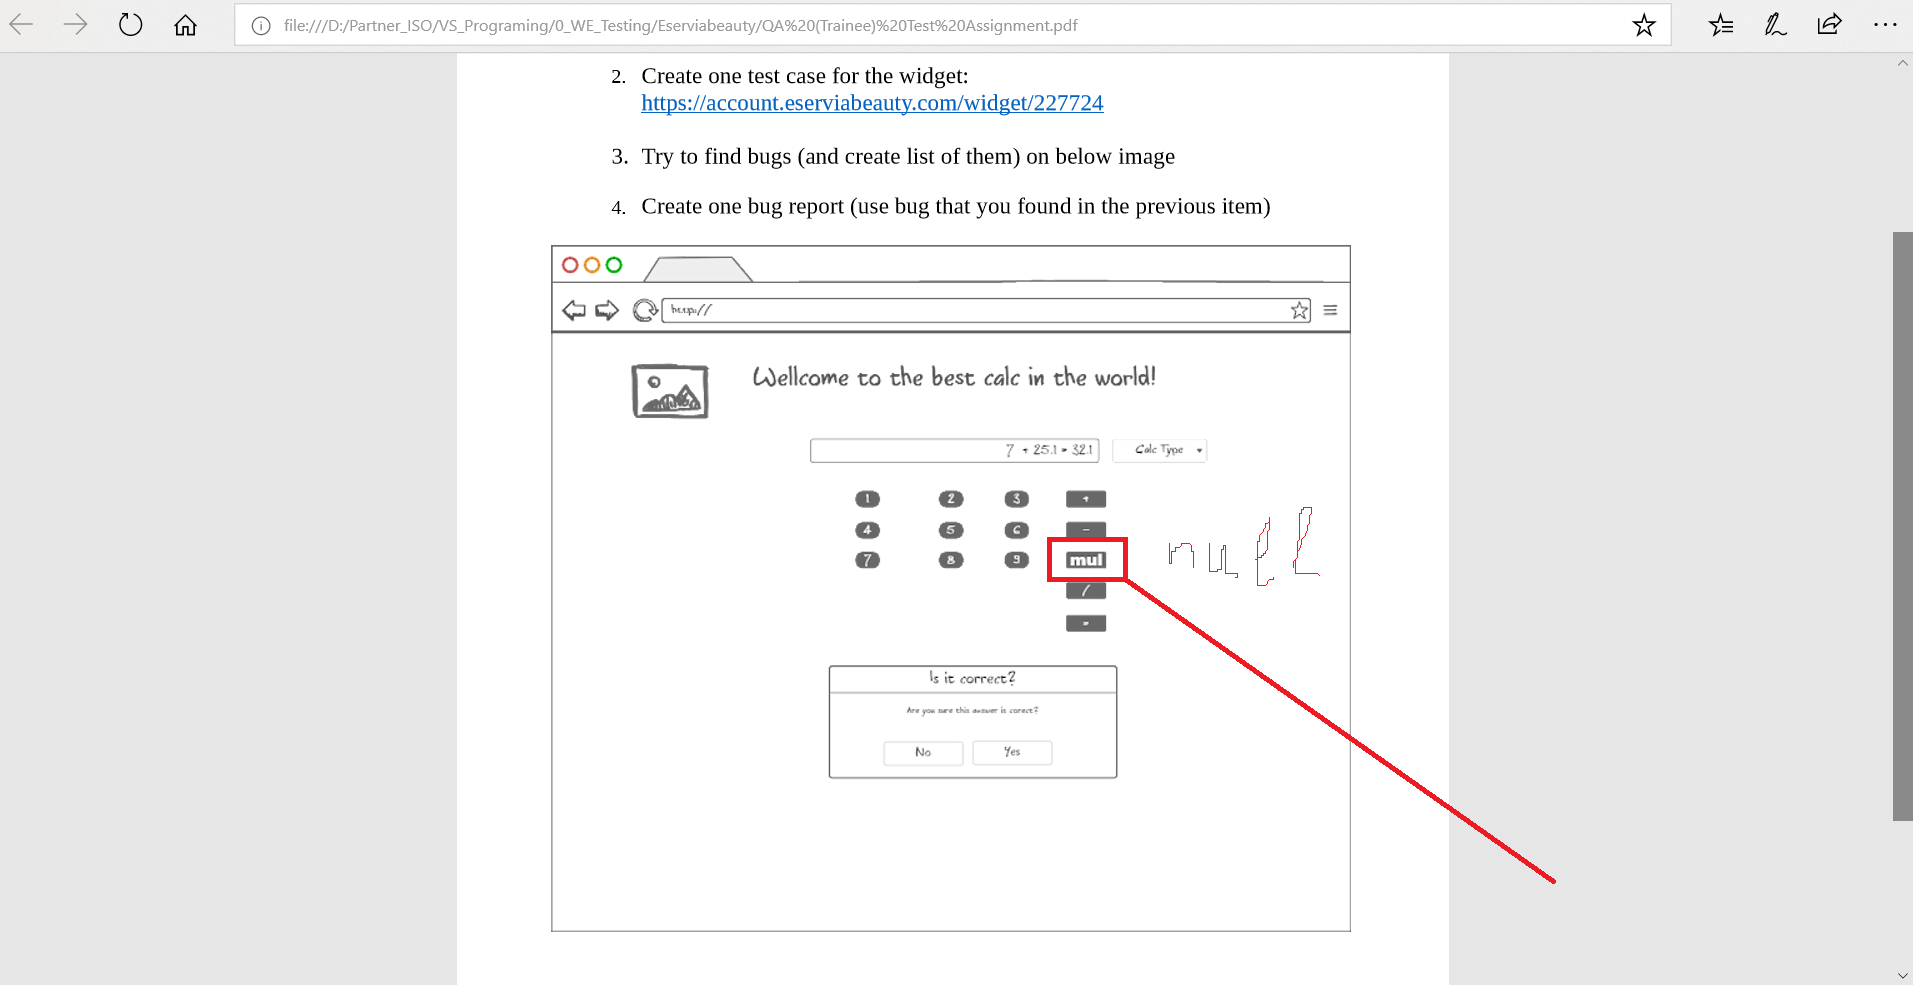 file:///D:/Partner_ISO/VS_Programing/0_WE_Testing/Eserviabeauty/QA%20(Trainee)%20Test%20Assignment.pdf
2. Create one test case for the widget:
https://account.eserviabeauty.com/widget/227724
3. Try to find bugs (and create list of them) on below image
4. Create one bug report (use bug that you found in the previous item)
Wellcome to the best calc in the world!
7 + 25.1 = 32.1 Calc Type
1 2 3 +
4 5 6 -
7 8 9 mul
/
=
Is it correct?
Are you sure this answer is corect?
No Yes